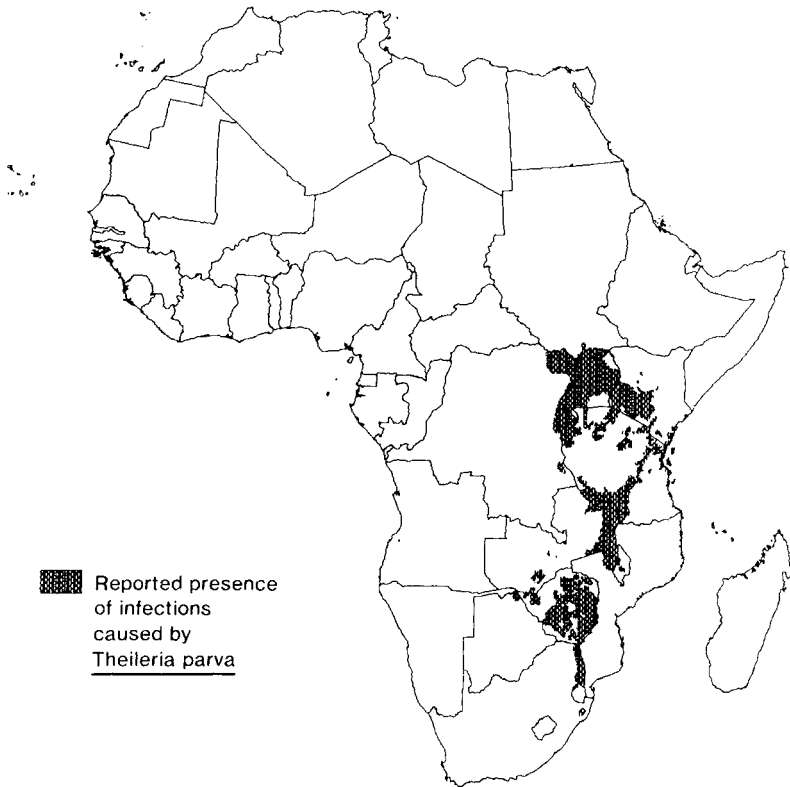 Reported presence
of infections
caused by
Theileria parva